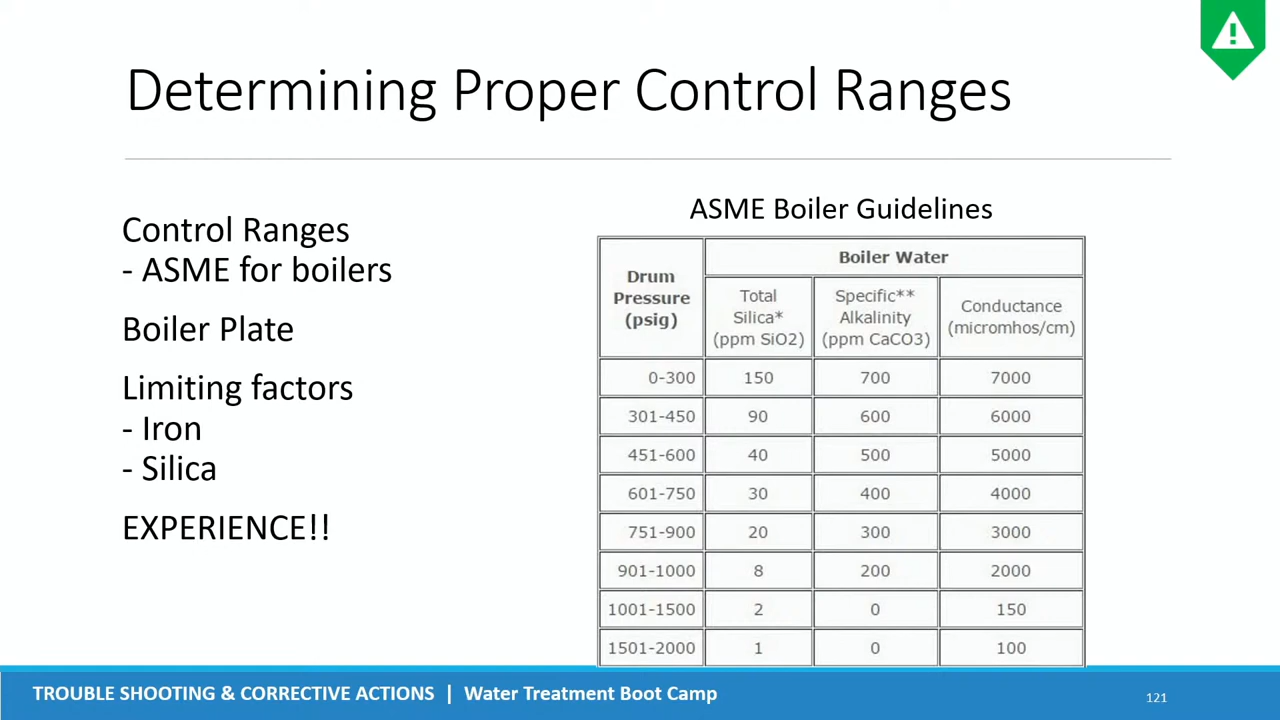 Determining Proper Control Ranges
Control Ranges
- ASME for boilers
Boiler Plate
Limiting factors
- Iron
- Silica
EXPERIENCE!!
ASME Boiler Guidelines
Drum
Pressure
(psig)
Boiler Water
Total
Silica*
(ppm SiO2)
Specific**
Alkalinity
(ppm CaCO3)
Conductance
(micromhos/cm)
0-300 150 700 7000
301-450 90 600 6000
451-600 40 500 5000
601-750 30 400 4000
751-900 20 300 3000
901-1000 8 200 2000
1001-1500 2 0 150
1501-2000 1 0 100
TROUBLE SHOOTING & CORRECTIVE ACTIONS | Water Treatment Boot Camp
121